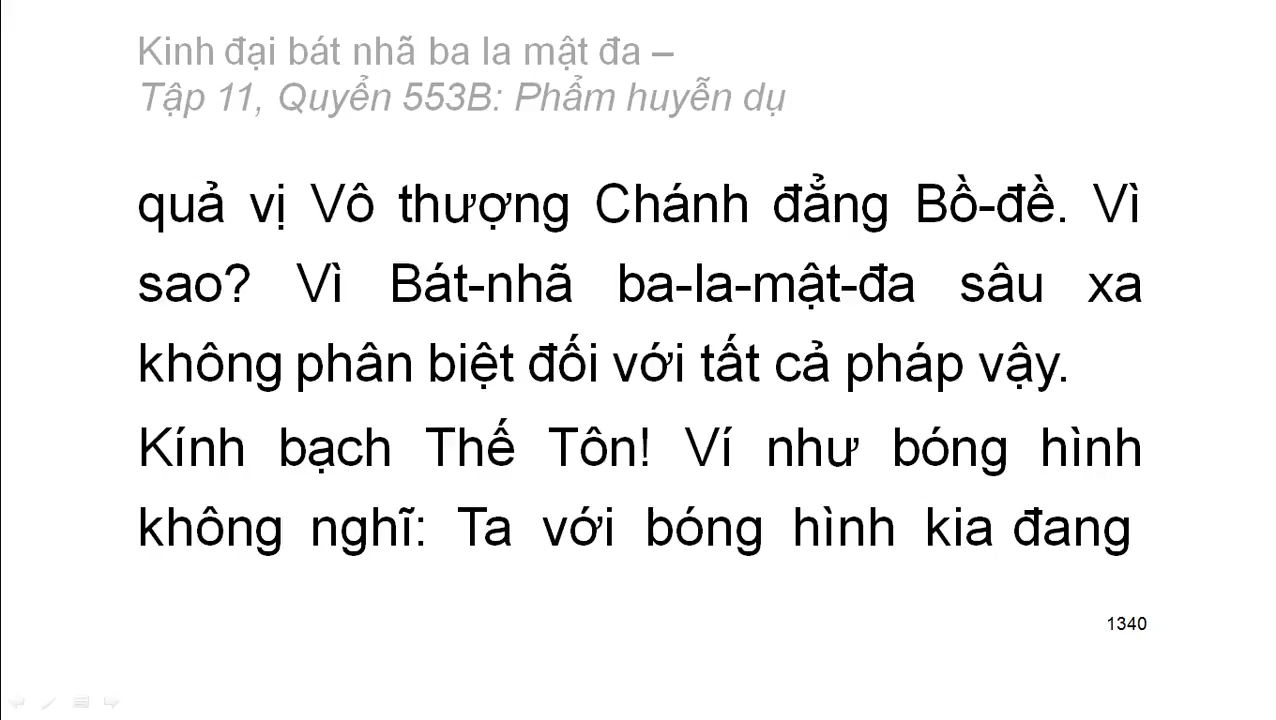 Kinh đại bát nhã ba la mật đa –
Tập 11, Quyển 553B: Phẩm huyễn dụ
quả vị Vô thượng Chánh đẳng Bồ-đề. Vì
sao? Vì Bát-nhã ba-la-mật-đa sâu xa
không phân biệt đối với tất cả pháp vậy.
Kính bạch Thế Tôn! Ví như bóng hình
không nghĩ: Ta với bóng hình kia đang
1340